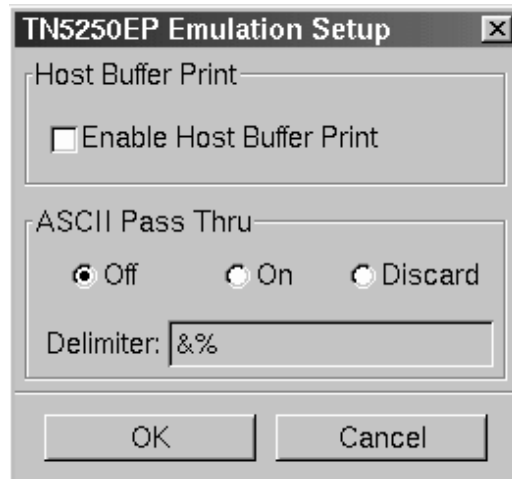 TN5250EP Emulation Setup
Host Buffer Print
Enable Host Buffer Print
ASCII Pass Thru
Off On Discard
Delimiter: &%
OK Cancel